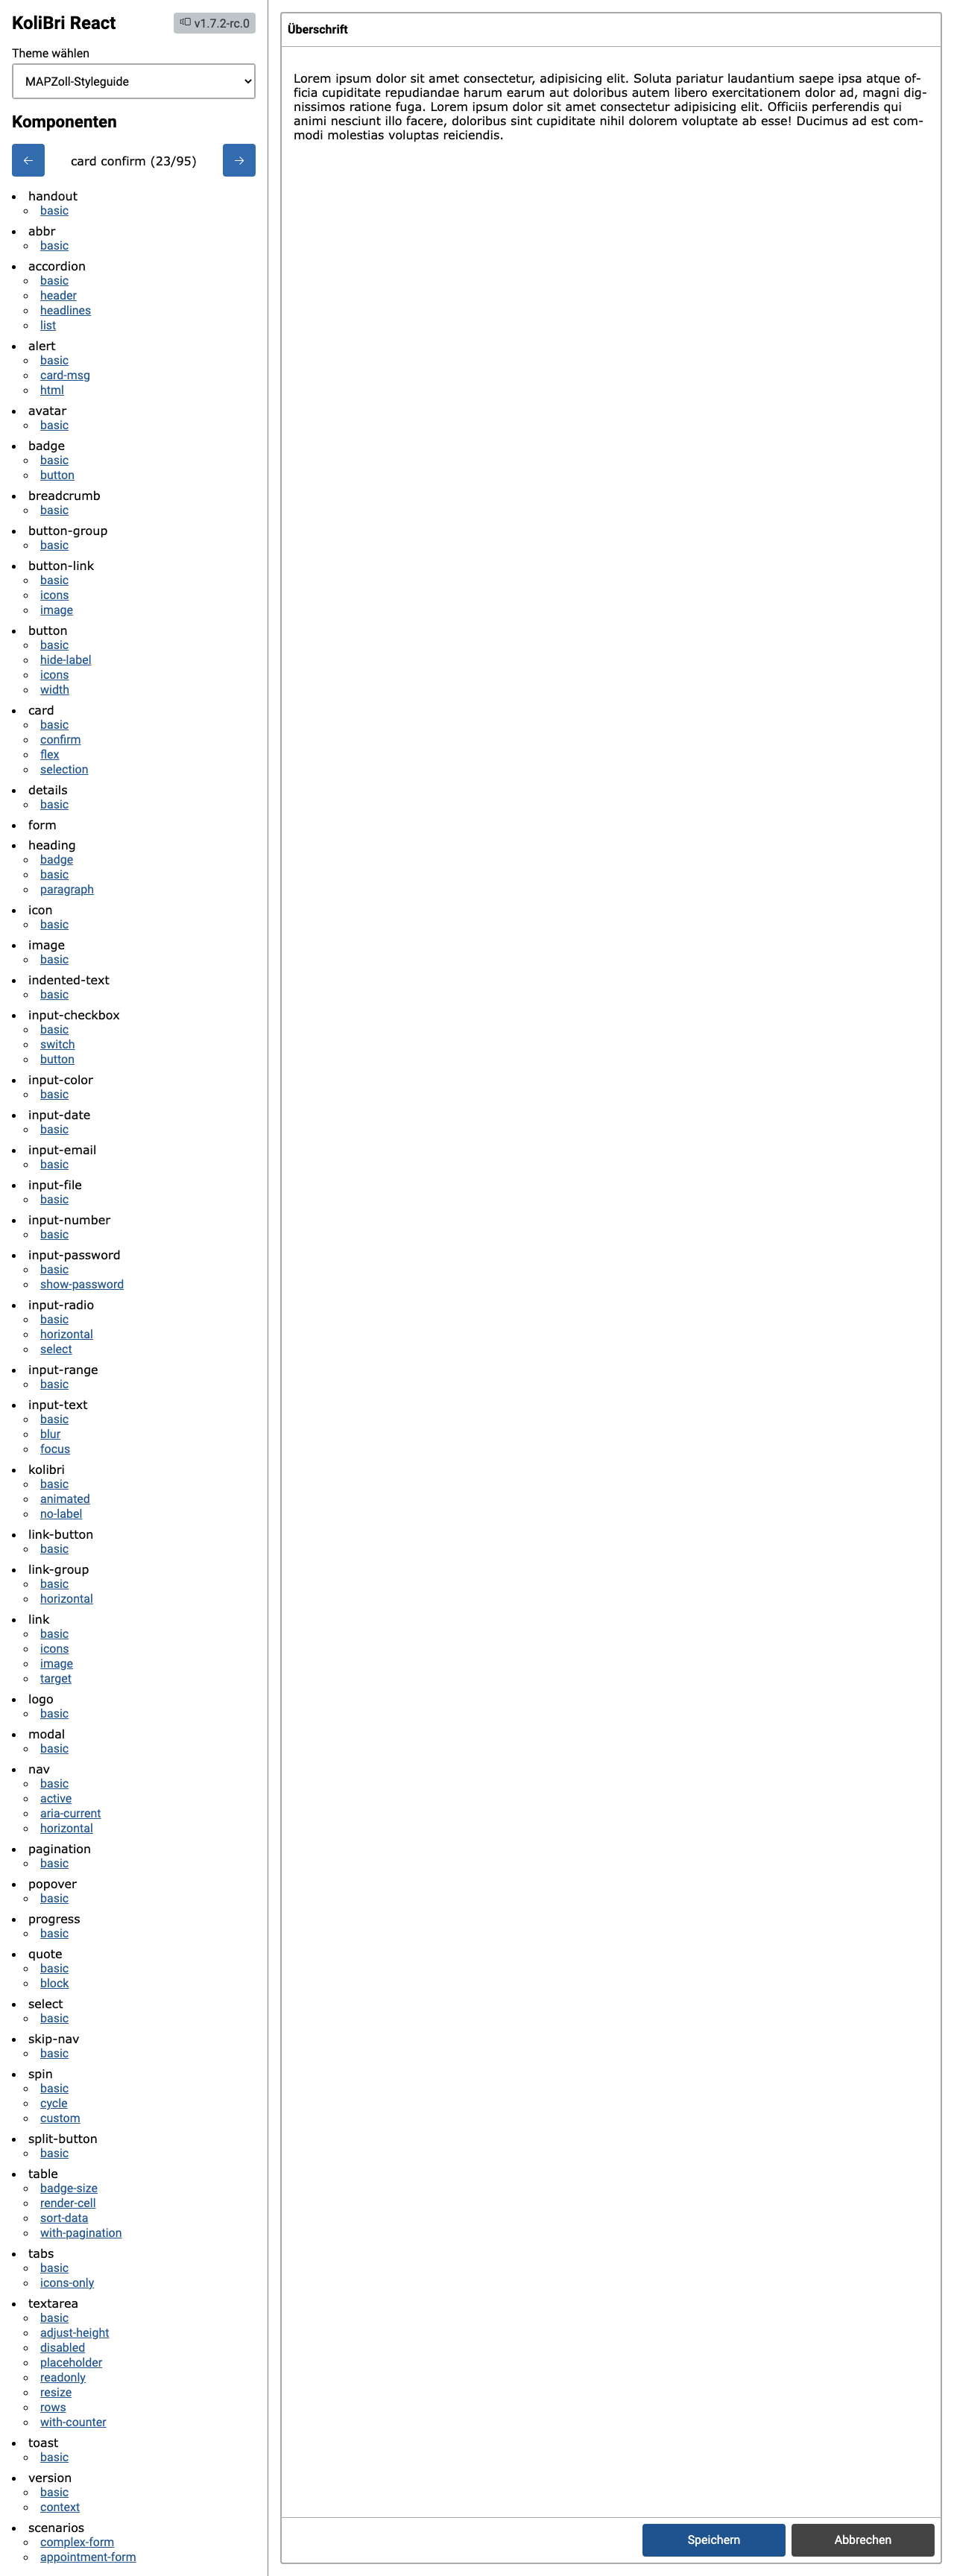 KoliBri React
v1.7.2-rc.0
Theme wählen
MAPZoll-Styleguide
Komponenten
← card confirm (23/95) →
handout
basic
abbr
basic
accordion
basic
header
headlines
list
alert
basic
card-msg
html
avatar
basic
badge
basic
button
breadcrumb
basic
button-group
basic
button-link
basic
icons
image
button
basic
hide-label
icons
width
card
basic
confirm
flex
selection
details
basic
form
heading
badge
basic
paragraph
icon
basic
image
basic
indented-text
basic
input-checkbox
basic
switch
button
input-color
basic
input-date
basic
input-email
basic
input-file
basic
input-number
basic
input-password
basic
show-password
input-radio
basic
horizontal
select
input-range
basic
input-text
basic
blur
focus
kolibri
basic
animated
no-label
link-button
basic
link-group
basic
horizontal
link
basic
icons
image
target
logo
basic
modal
basic
nav
basic
active
aria-current
horizontal
pagination
basic
popover
basic
progress
basic
quote
basic
block
select
basic
skip-nav
basic
spin
basic
cycle
custom
split-button
basic
table
badge-size
render-cell
sort-data
with-pagination
tabs
basic
icons-only
textarea
basic
adjust-height
disabled
placeholder
readonly
resize
rows
with-counter
toast
basic
version
basic
context
scenarios
complex-form
appointment-form
Überschrift
Lorem ipsum dolor sit amet consectetur, adipisicing elit. Soluta pariatur laudantium saepe ipsa atque of-
ficia cupiditate repudiandae harum earum aut doloribus autem libero exercitationem dolor ad, magni dig-
nissimos ratione fuga. Lorem ipsum dolor sit amet consectetur adipisicing elit. Officiis perferendis qui
animi nesciunt illo facere, doloribus sint cupiditate nihil dolorem voluptate ab esse! Ducimus ad est com-
modi molestias voluptas reiciendis.
Speichern
Abbrechen